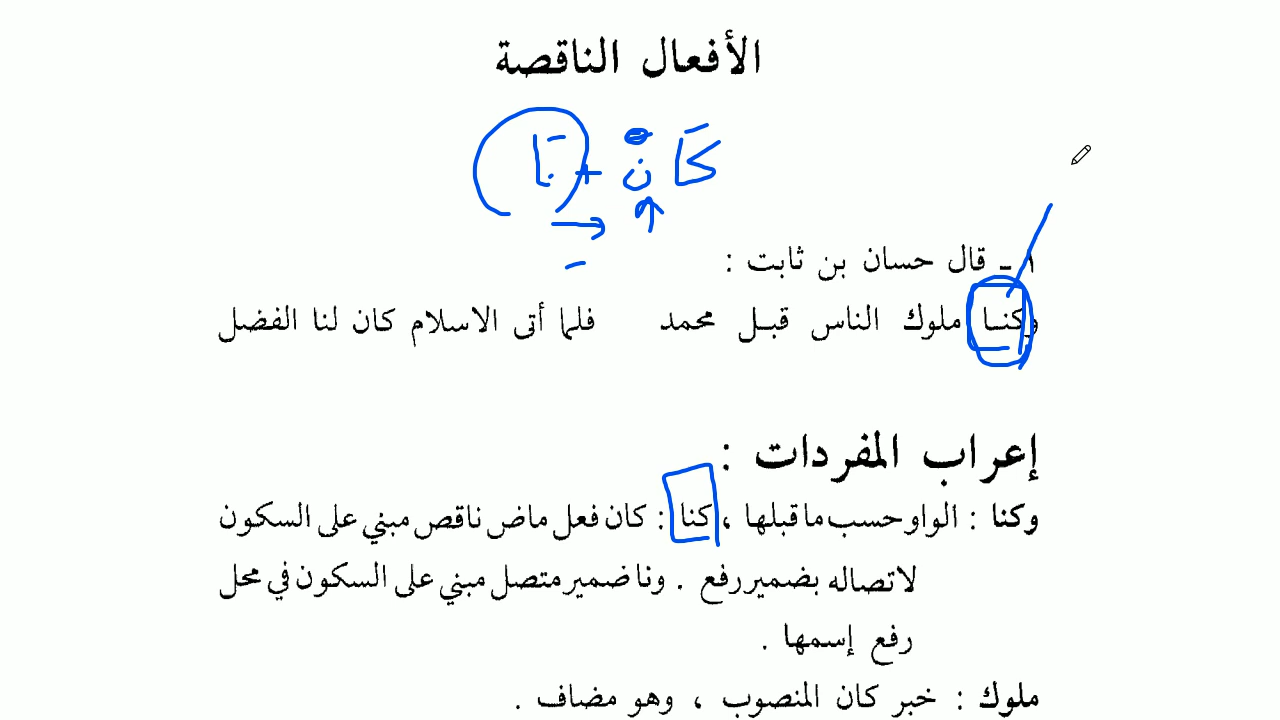 الأفعال الناقصة
كَانْ + نَا
١ - قال حسان بن ثابت :
وكنـا ملوك الناس قبـل محمد فلما أتى الاسلام كان لنا الفضل
إعراب المفردات :
وكنا : الواو حسب ما قبلها ، كنا : كان فعل ماض ناقص مبني على السكون
لاتصاله بضمير رفع . ونا ضمير متصل مبني على السكون في محل
رفع إسمها .
ملوك : خبر كان المنصوب ، وهو مضاف .